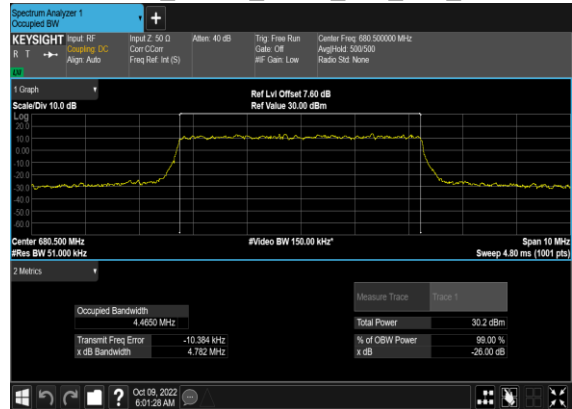 Spectrum Analyzer 1
Occupied BW
+
KEYSIGHT Input: RF Input Z: 50 Ω Atten: 40 dB Trig: Free Run Center Freq: 680.500000 MHz
R T Coupling: DC Corr CCorr Gate: Off Avg|Hold: 500/500
Align: Auto Freq Ref: Int (S) #IF Gain: Low Radio Std: None
1 Graph
Ref Lvl Offset 7.60 dB
Scale/Div 10.0 dB Ref Value 30.00 dBm
Log
20.0
10.0
0.00
-10.0
-20.0
-30.0
-40.0
-50.0
-60.0
Center 680.500 MHz #Video BW 150.00 kHz* Span 10 MHz
#Res BW 51.000 kHz Sweep 4.80 ms (1001 pts)
2 Metrics
Measure Trace Trace 1
Occupied Bandwidth
4.4650 MHz Total Power 30.2 dBm
Transmit Freq Error -10.384 kHz % of OBW Power 99.00 %
x dB Bandwidth 4.782 MHz x dB -26.00 dB
? Oct 09, 2022
6:01:28 AM